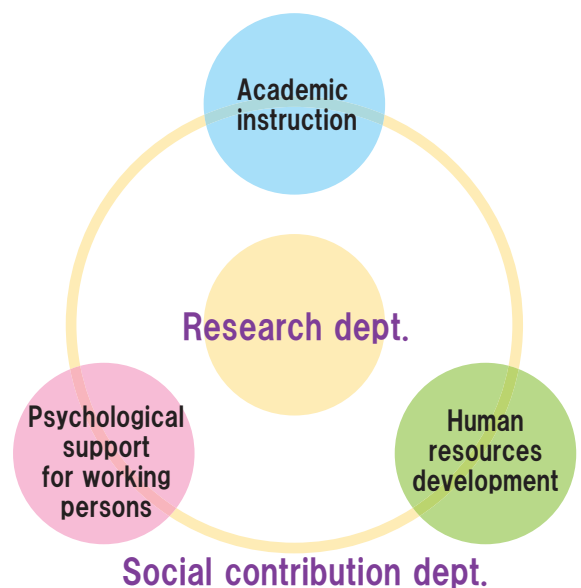 Academic
instruction
Research dept.
Psychological
support
for working
persons
Human
resources
development
Social contribution dept.